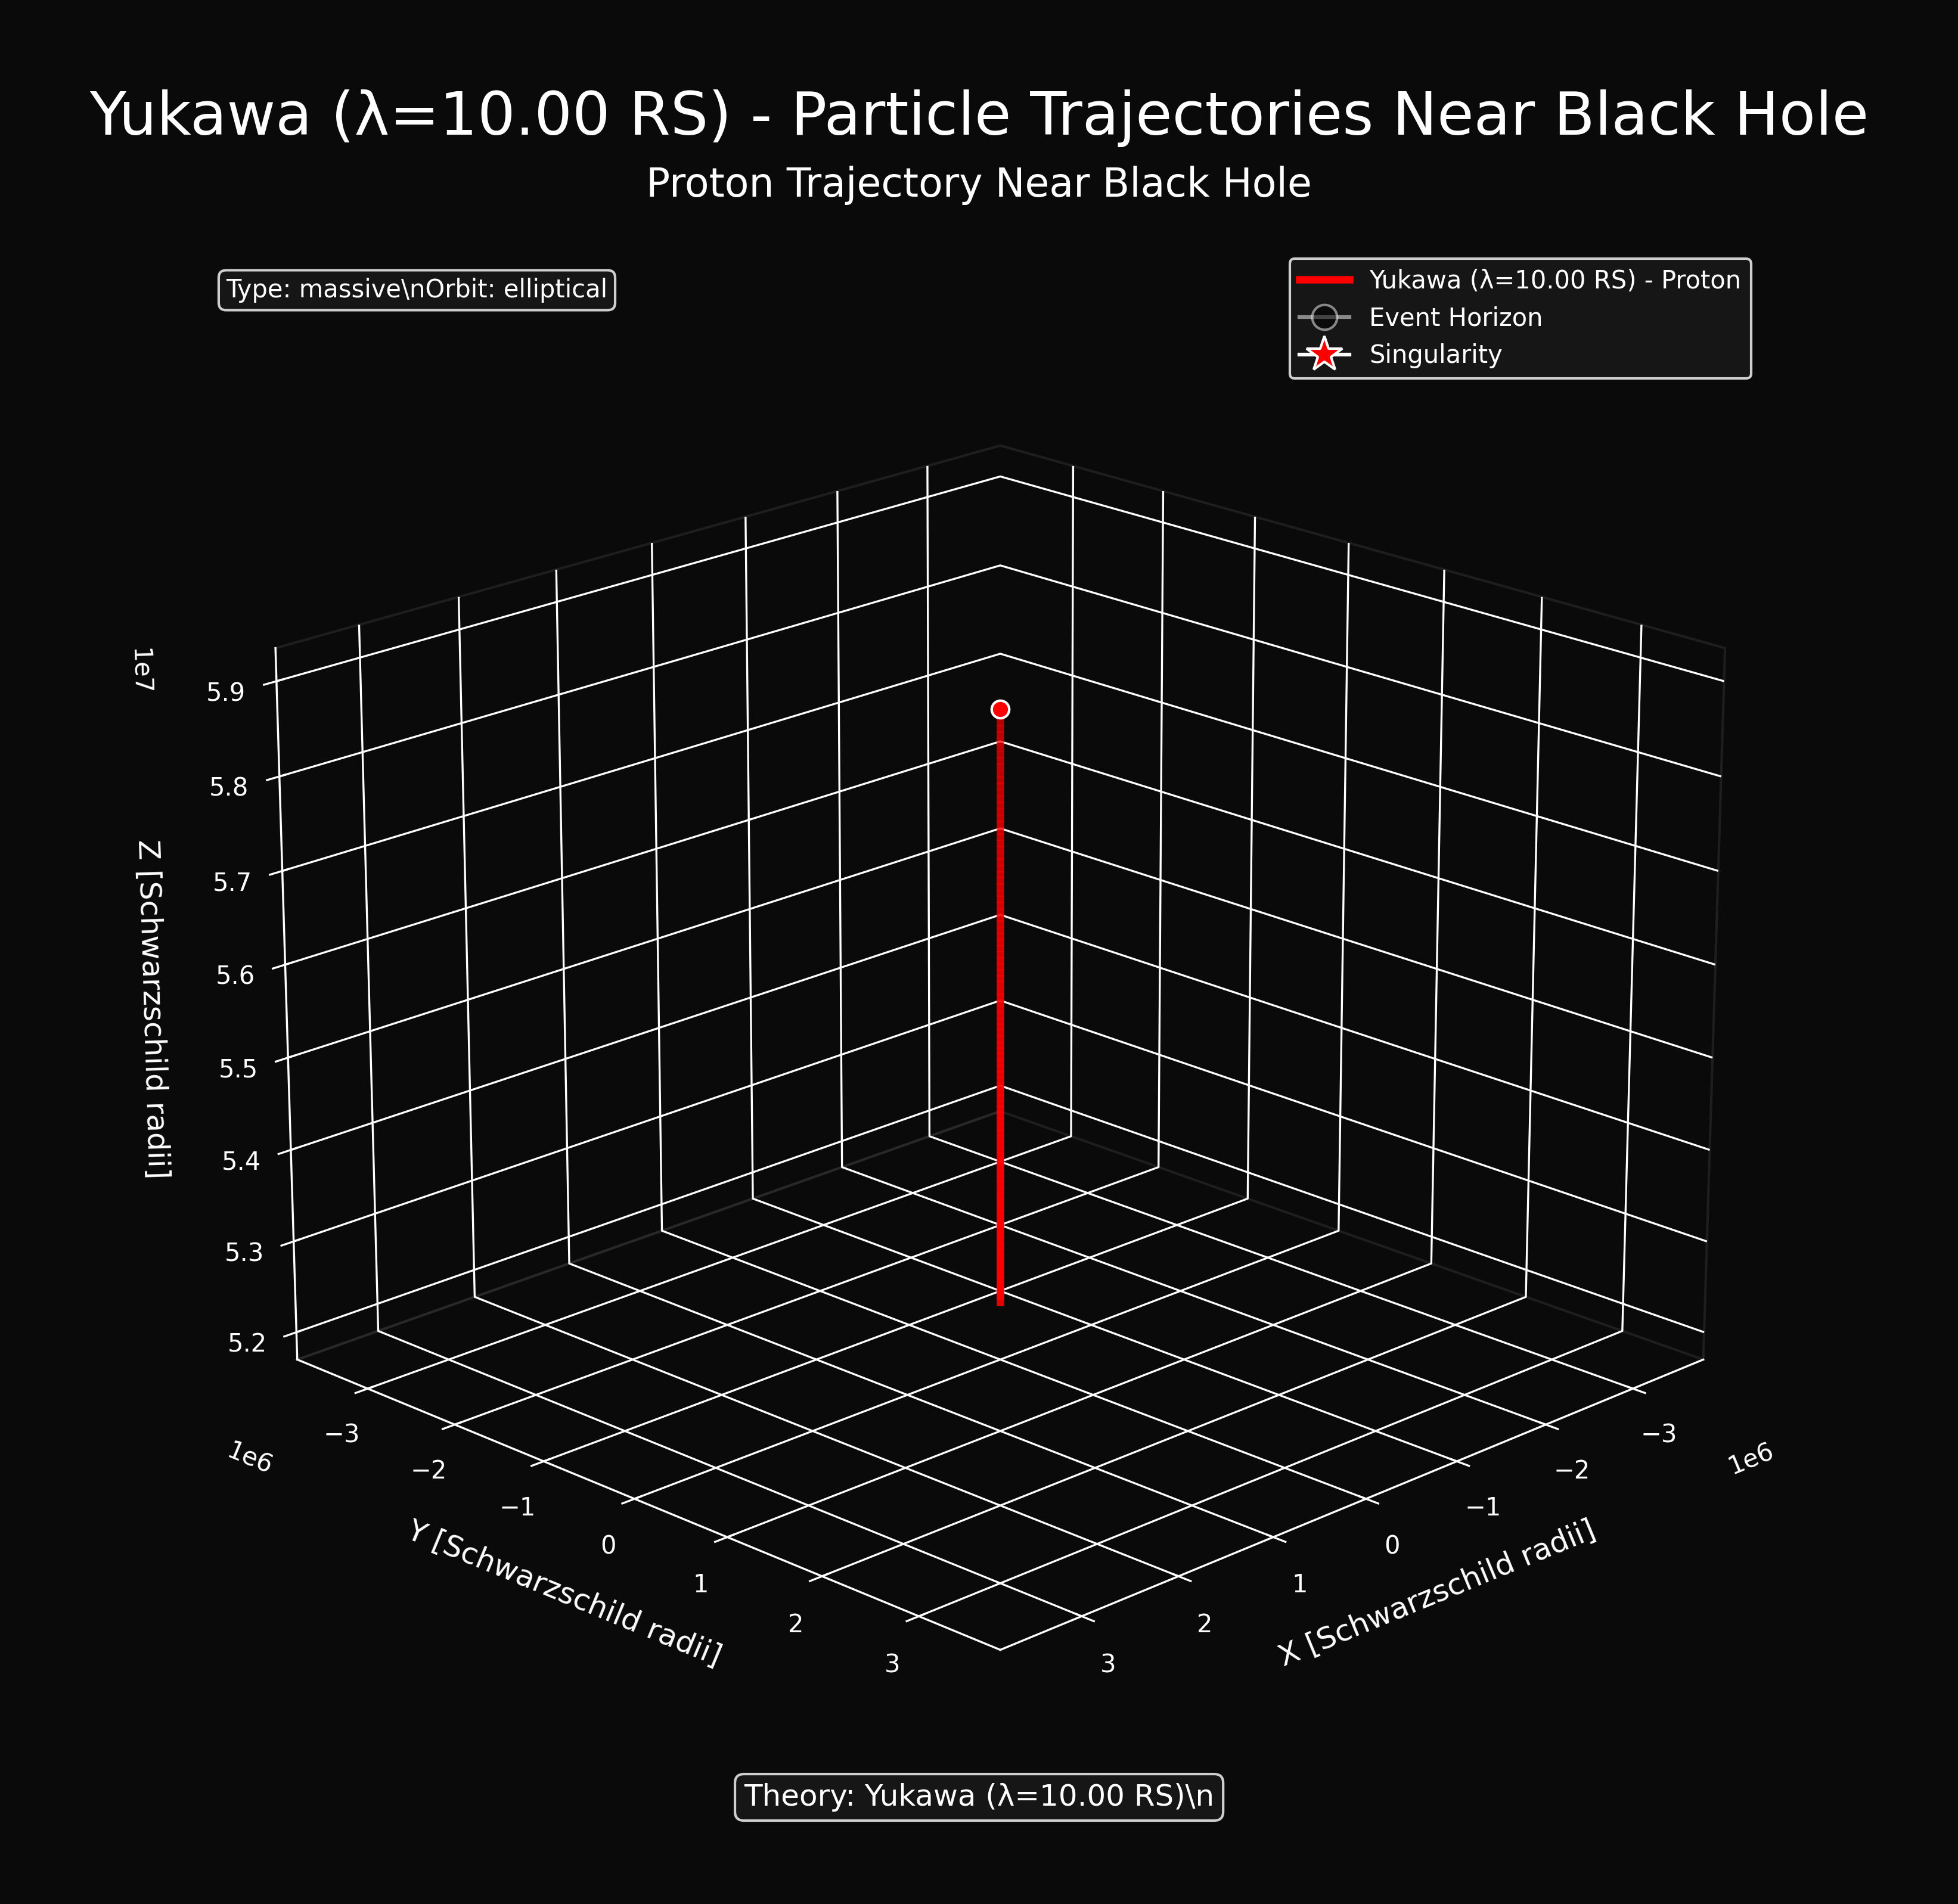 Yukawa (λ=10.00 RS) - Particle Trajectories Near Black Hole
Proton Trajectory Near Black Hole
Type: massive\nOrbit: elliptical
Yukawa (λ=10.00 RS) - Proton
Event Horizon
Singularity
1e7
5.9
5.8
5.7
5.6
5.5
5.4
5.3
5.2
Z [Schwarzschild radii]
1e6
−3
−2
−1
0
1
2
3
Y [Schwarzschild radii]
1e6
−3
−2
−1
0
1
2
3
X [Schwarzschild radii]
Theory: Yukawa (λ=10.00 RS)\n